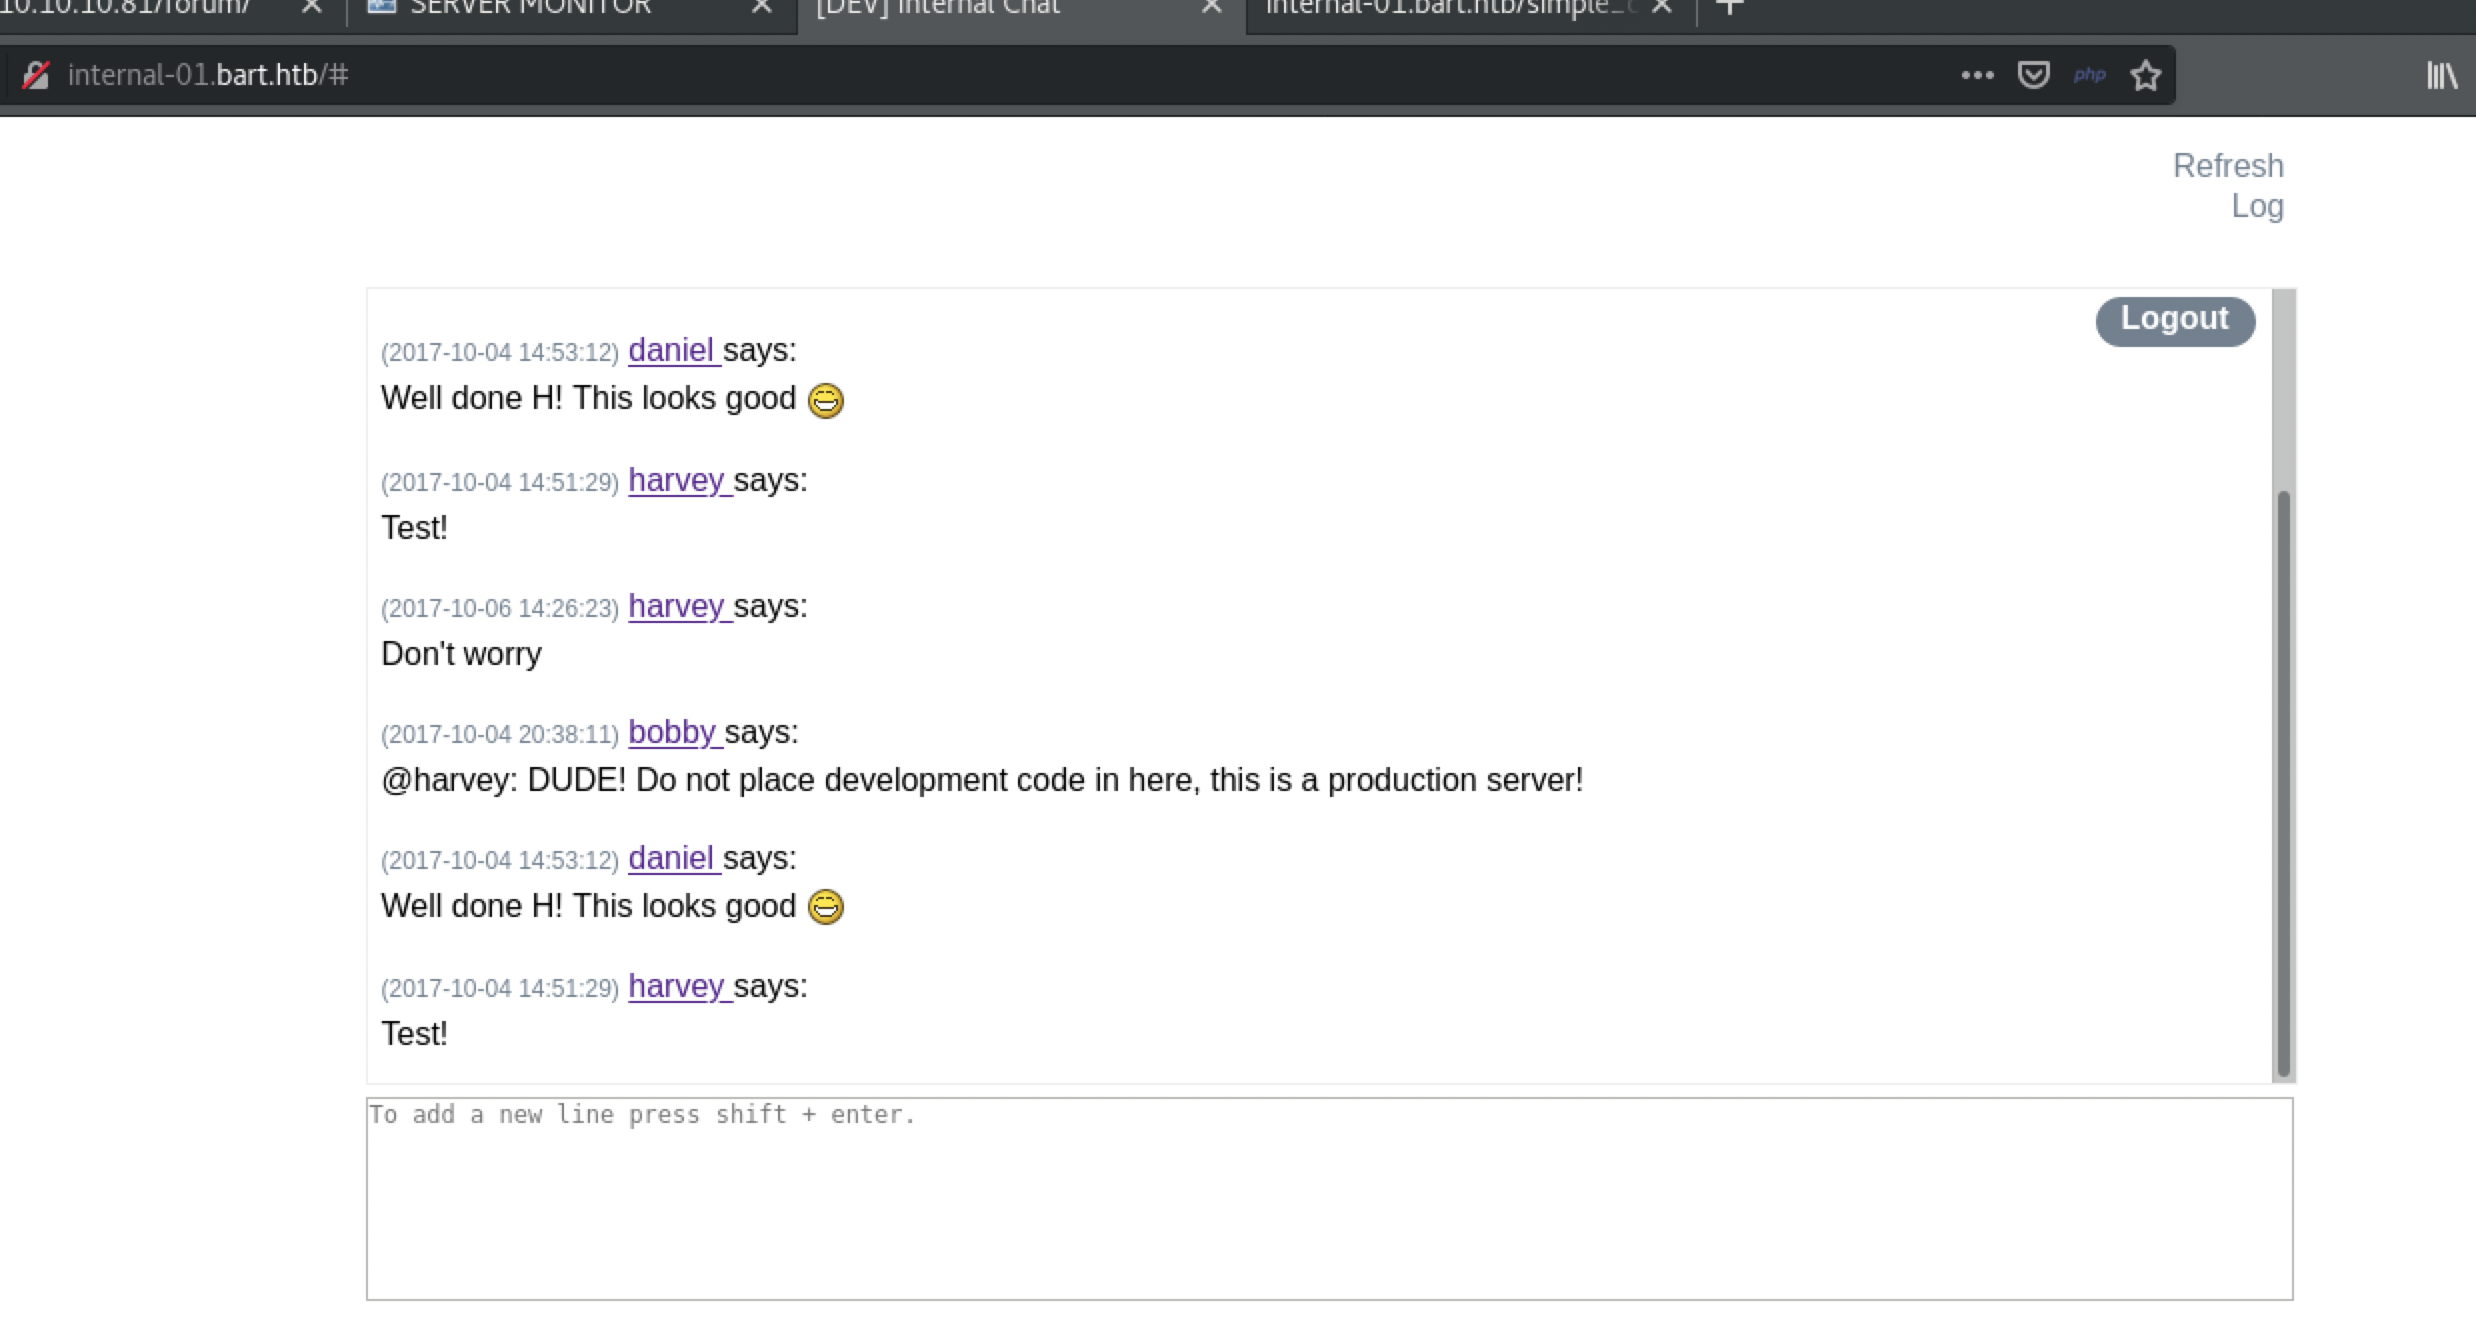 10.10.10.81/forum/
SERVER MONITOR
[DEV] Internal Chat
internal-01.bart.htb/simple_c
internal-01.bart.htb/#
php
Refresh
Log
Logout
(2017-10-04 14:53:12) daniel says:
Well done H! This looks good
(2017-10-04 14:51:29) harvey says:
Test!
(2017-10-06 14:26:23) harvey says:
Don't worry
(2017-10-04 20:38:11) bobby says:
@harvey: DUDE! Do not place development code in here, this is a production server!
(2017-10-04 14:53:12) daniel says:
Well done H! This looks good
(2017-10-04 14:51:29) harvey says:
Test!
To add a new line press shift + enter.